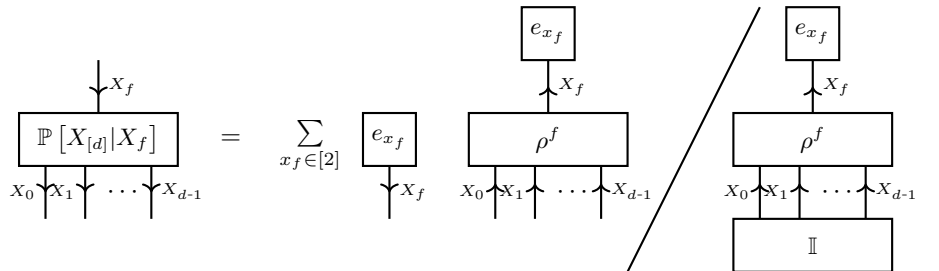 e_{x_f} e_{x_f}
X_f X_f X_f
ℙ [X_{[d]}|X_f] = ∑_{x_f∈[2]} e_{x_f} ρ^f ρ^f
X_0 X_1 ⋯ X_{d-1} X_f X_0 X_1 ⋯ X_{d-1} X_0 X_1 ⋯ X_{d-1}
𝕀